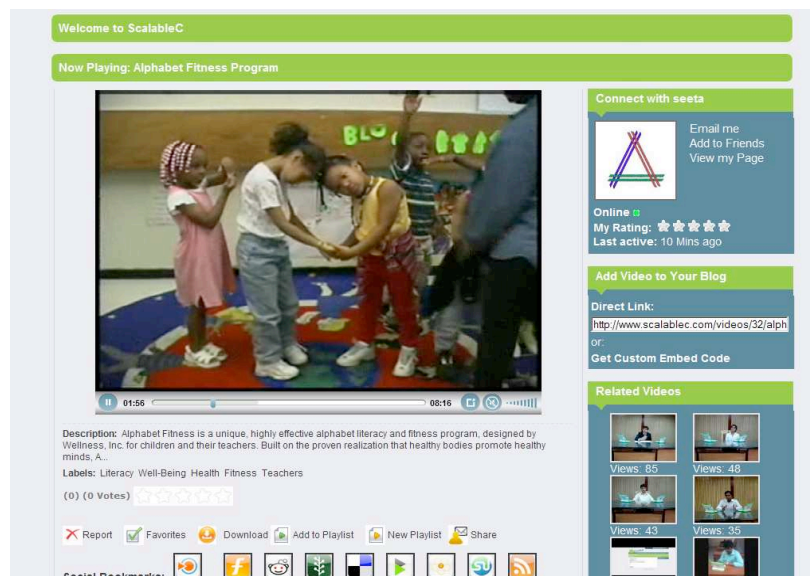 Welcome to ScalableC
Now Playing: Alphabet Fitness Program
BLO
01:56
08:16
Description: Alphabet Fitness is a unique, highly effective alphabet literacy and fitness program, designed by
Wellness, Inc. for children and their teachers. Built on the proven realization that healthy bodies promote healthy
minds, A...
Labels: Literacy Well-Being Health Fitness Teachers
(0) (0 Votes)
Report Favorites Download Add to Playlist New Playlist Share
Social Bookmarks:
Connect with seeta
Email me
Add to Friends
View my Page
Online
My Rating:
Last active: 10 Mins ago
Add Video to Your Blog
Direct Link:
http://www.scalablec.com/videos/32/alph
or:
Get Custom Embed Code
Related Videos
Views: 85 Views: 48
Views: 43 Views: 35